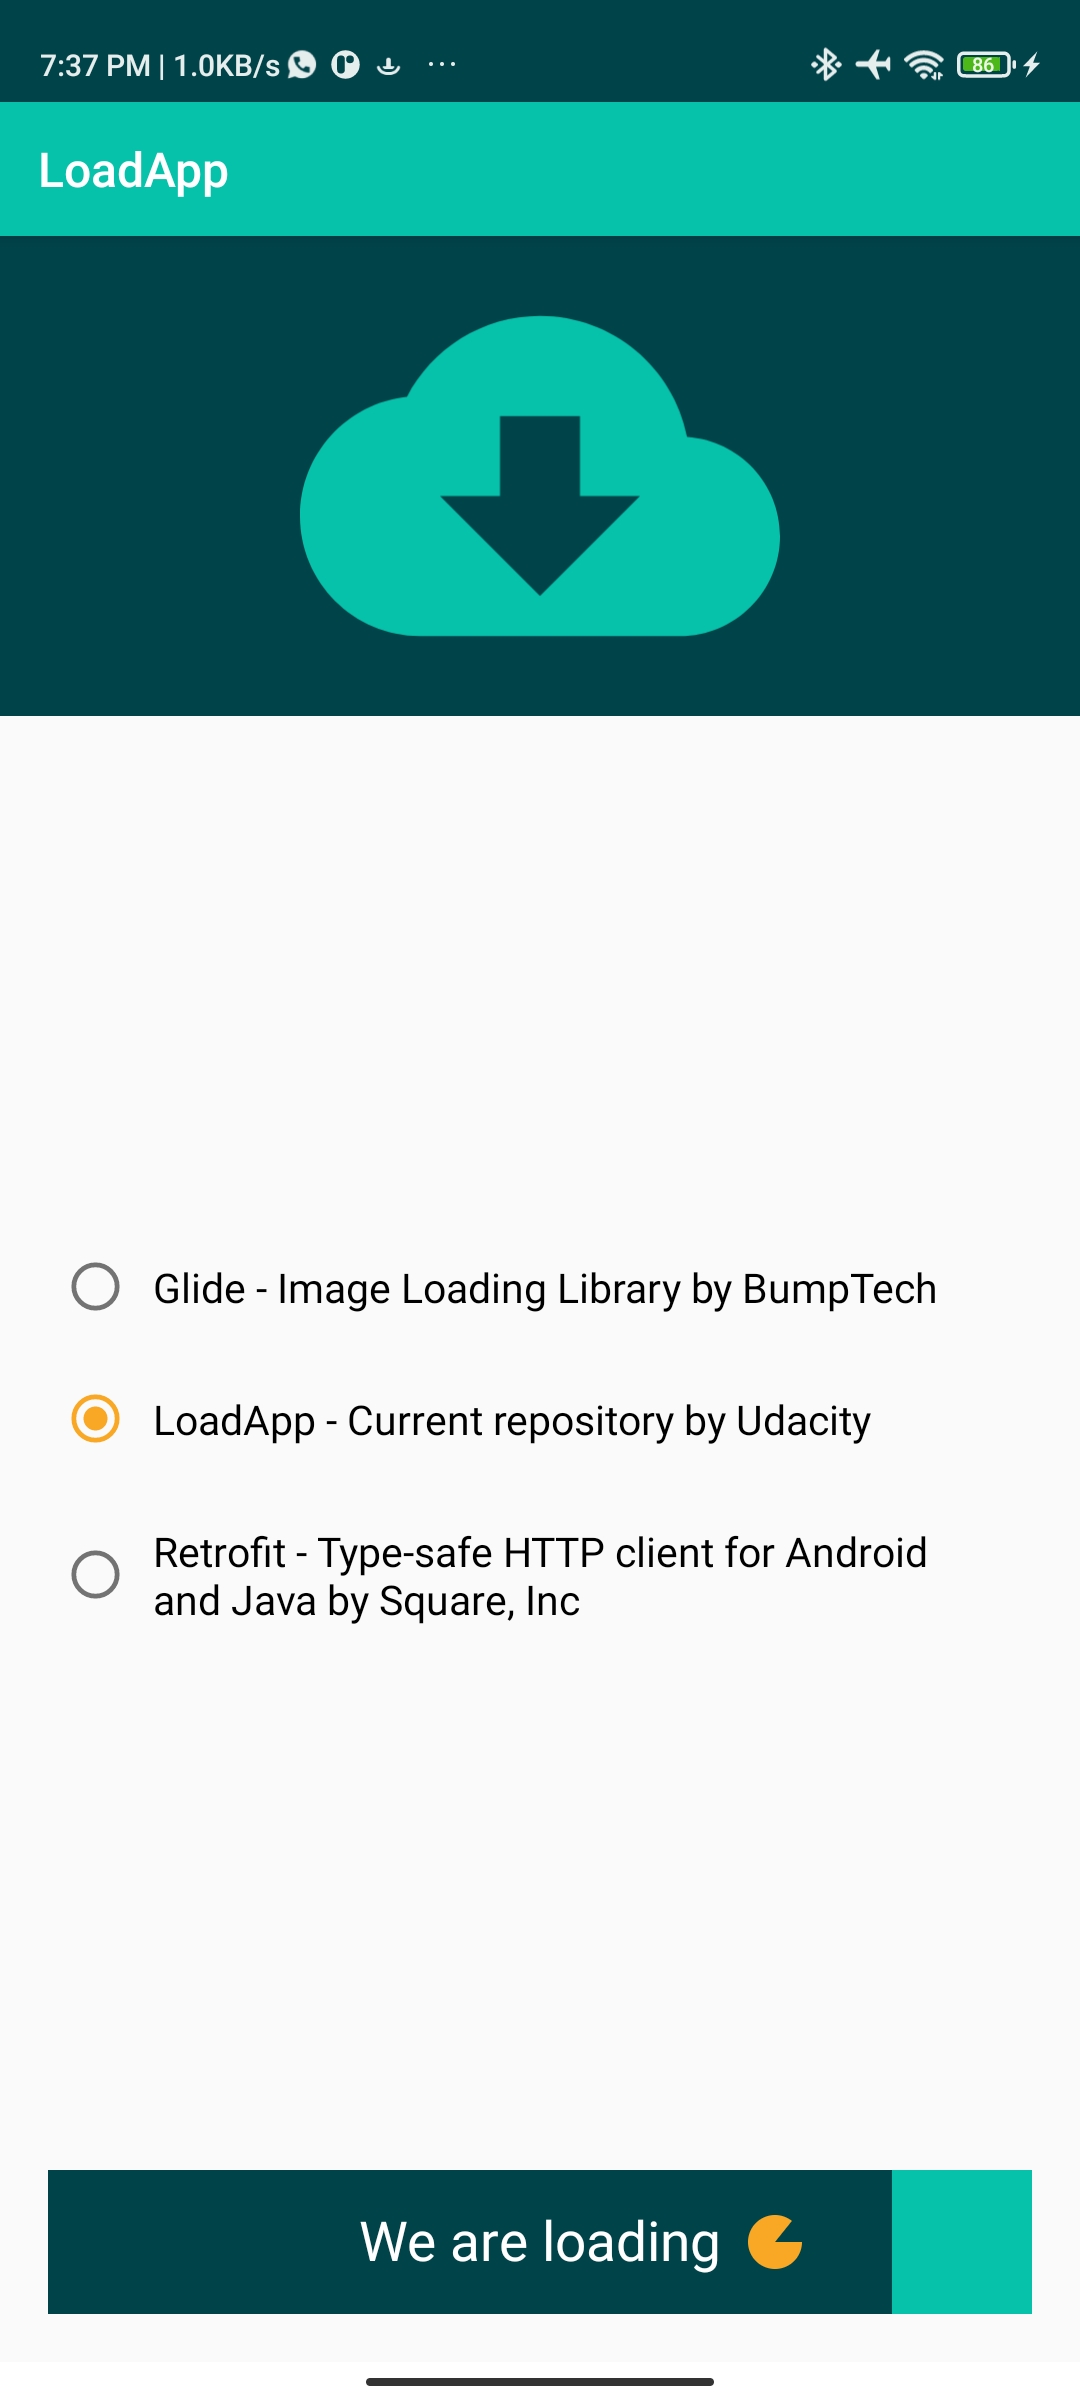 7:37 PM | 1.0KB/s ... 86
LoadApp
Glide - Image Loading Library by BumpTech
LoadApp - Current repository by Udacity
Retrofit - Type-safe HTTP client for Android
and Java by Square, Inc
We are loading